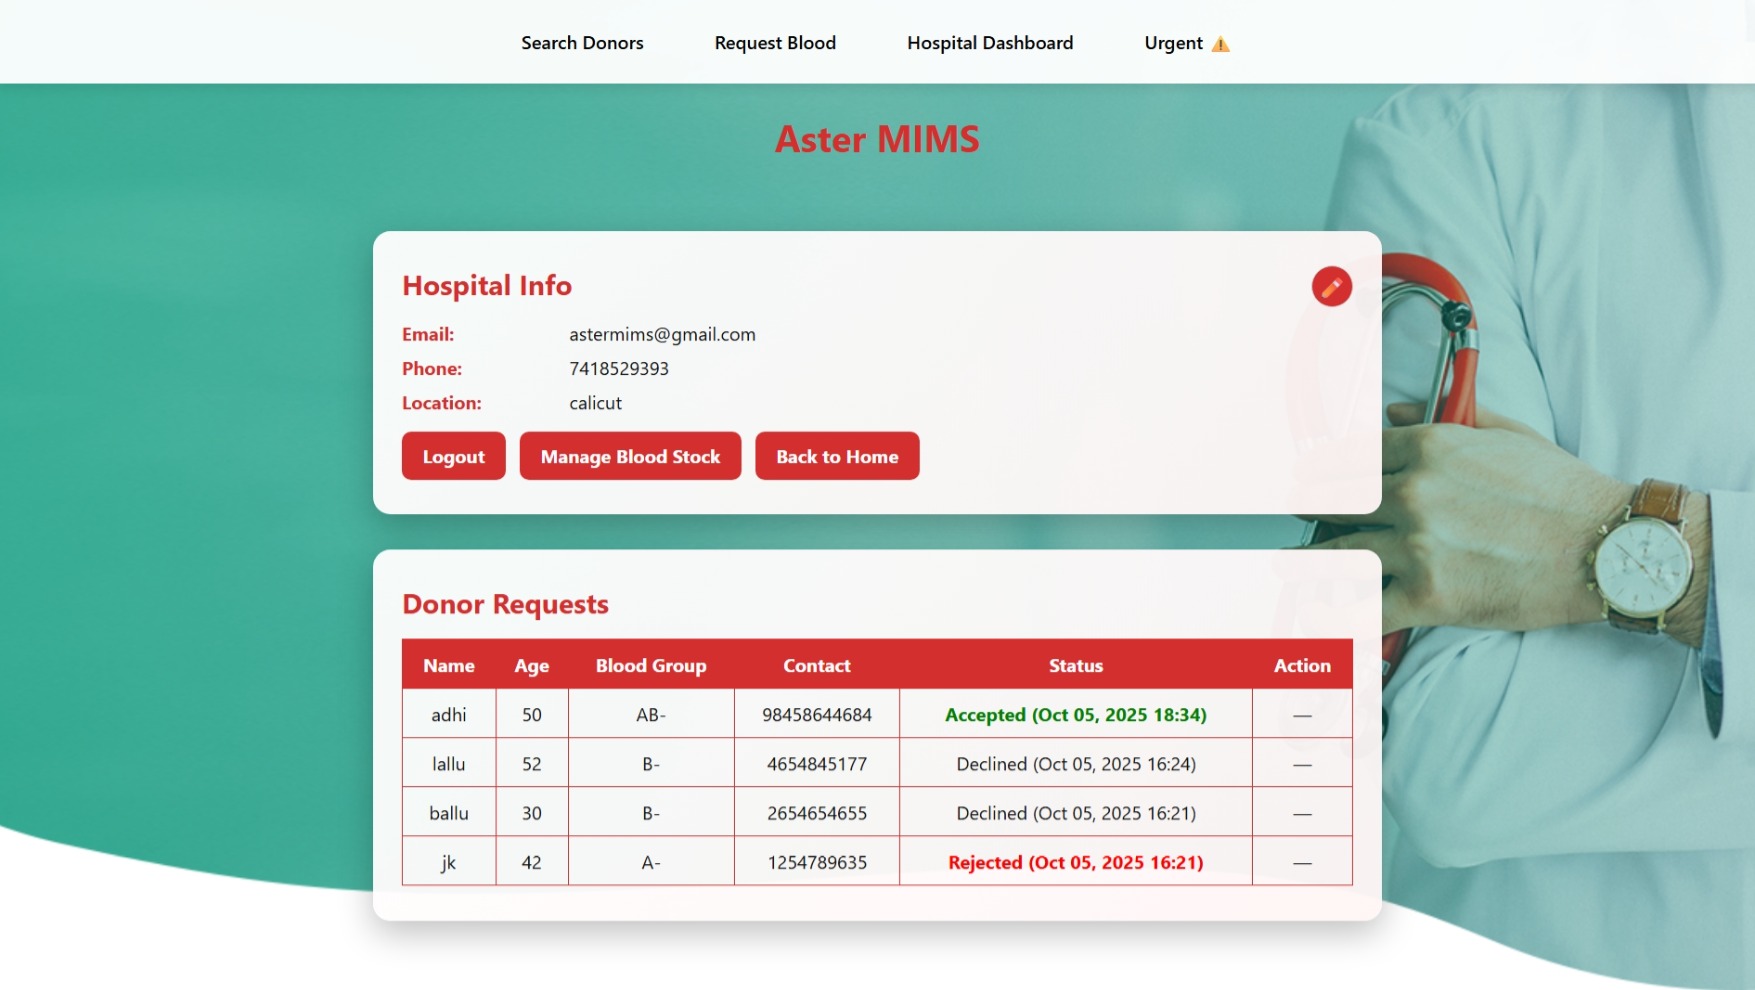 Search Donors Request Blood Hospital Dashboard Urgent ⚠️
Aster MIMS
Hospital Info
Email: astermims@gmail.com
Phone: 7418529393
Location: calicut
Logout Manage Blood Stock Back to Home
Donor Requests
Name Age Blood Group Contact Status Action
adhi 50 AB- 98458644684 Accepted (Oct 05, 2025 18:34) —
lallu 52 B- 4654845177 Declined (Oct 05, 2025 16:24) —
ballu 30 B- 2654654655 Declined (Oct 05, 2025 16:21) —
jk 42 A- 1254789635 Rejected (Oct 05, 2025 16:21) —